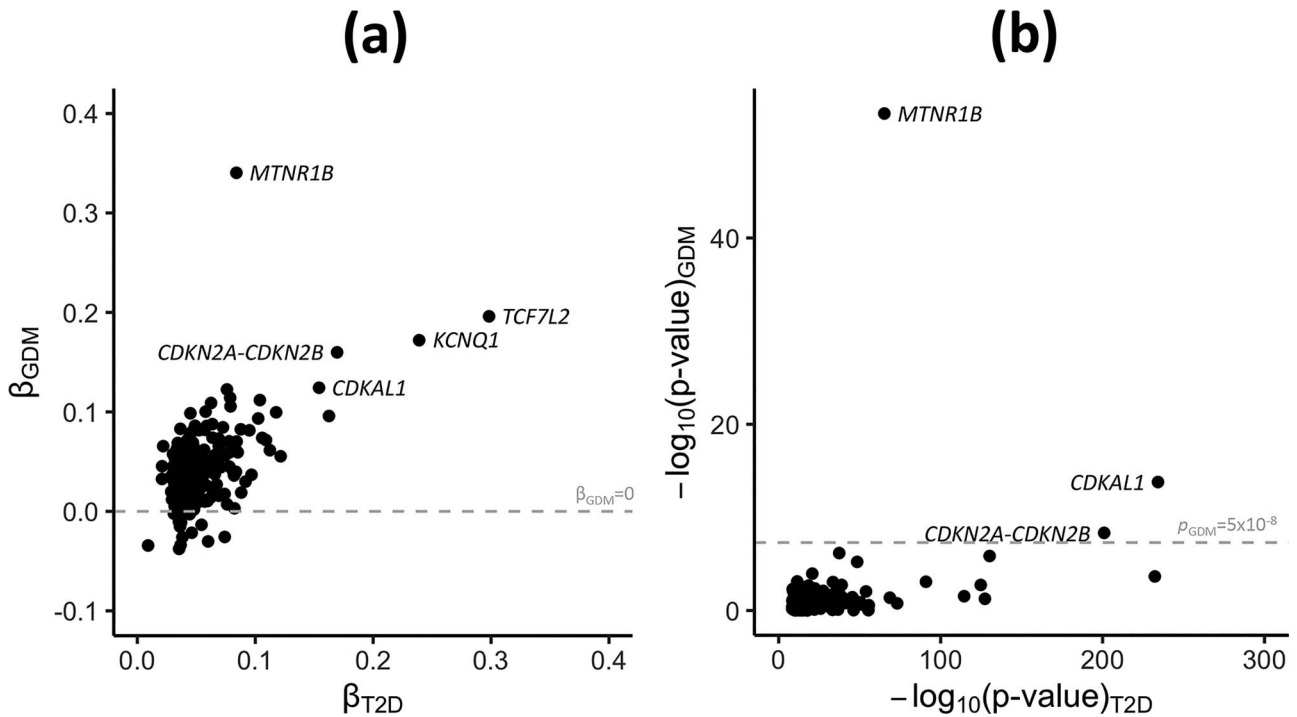 (a)
0.4
0.3
0.2
0.1
0.0
-0.1
βGDM
MTNR1B
TCF7L2
KCNQ1
CDKN2A-CDKN2B
CDKAL1
βGDM=0
0.0
0.1
0.2
0.3
0.4
βT2D
(b)
40
20
0
−log10(p-value)GDM
MTNR1B
CDKAL1
CDKN2A-CDKN2B
pGDM=5x10-8
0
100
200
300
−log10(p-value)T2D